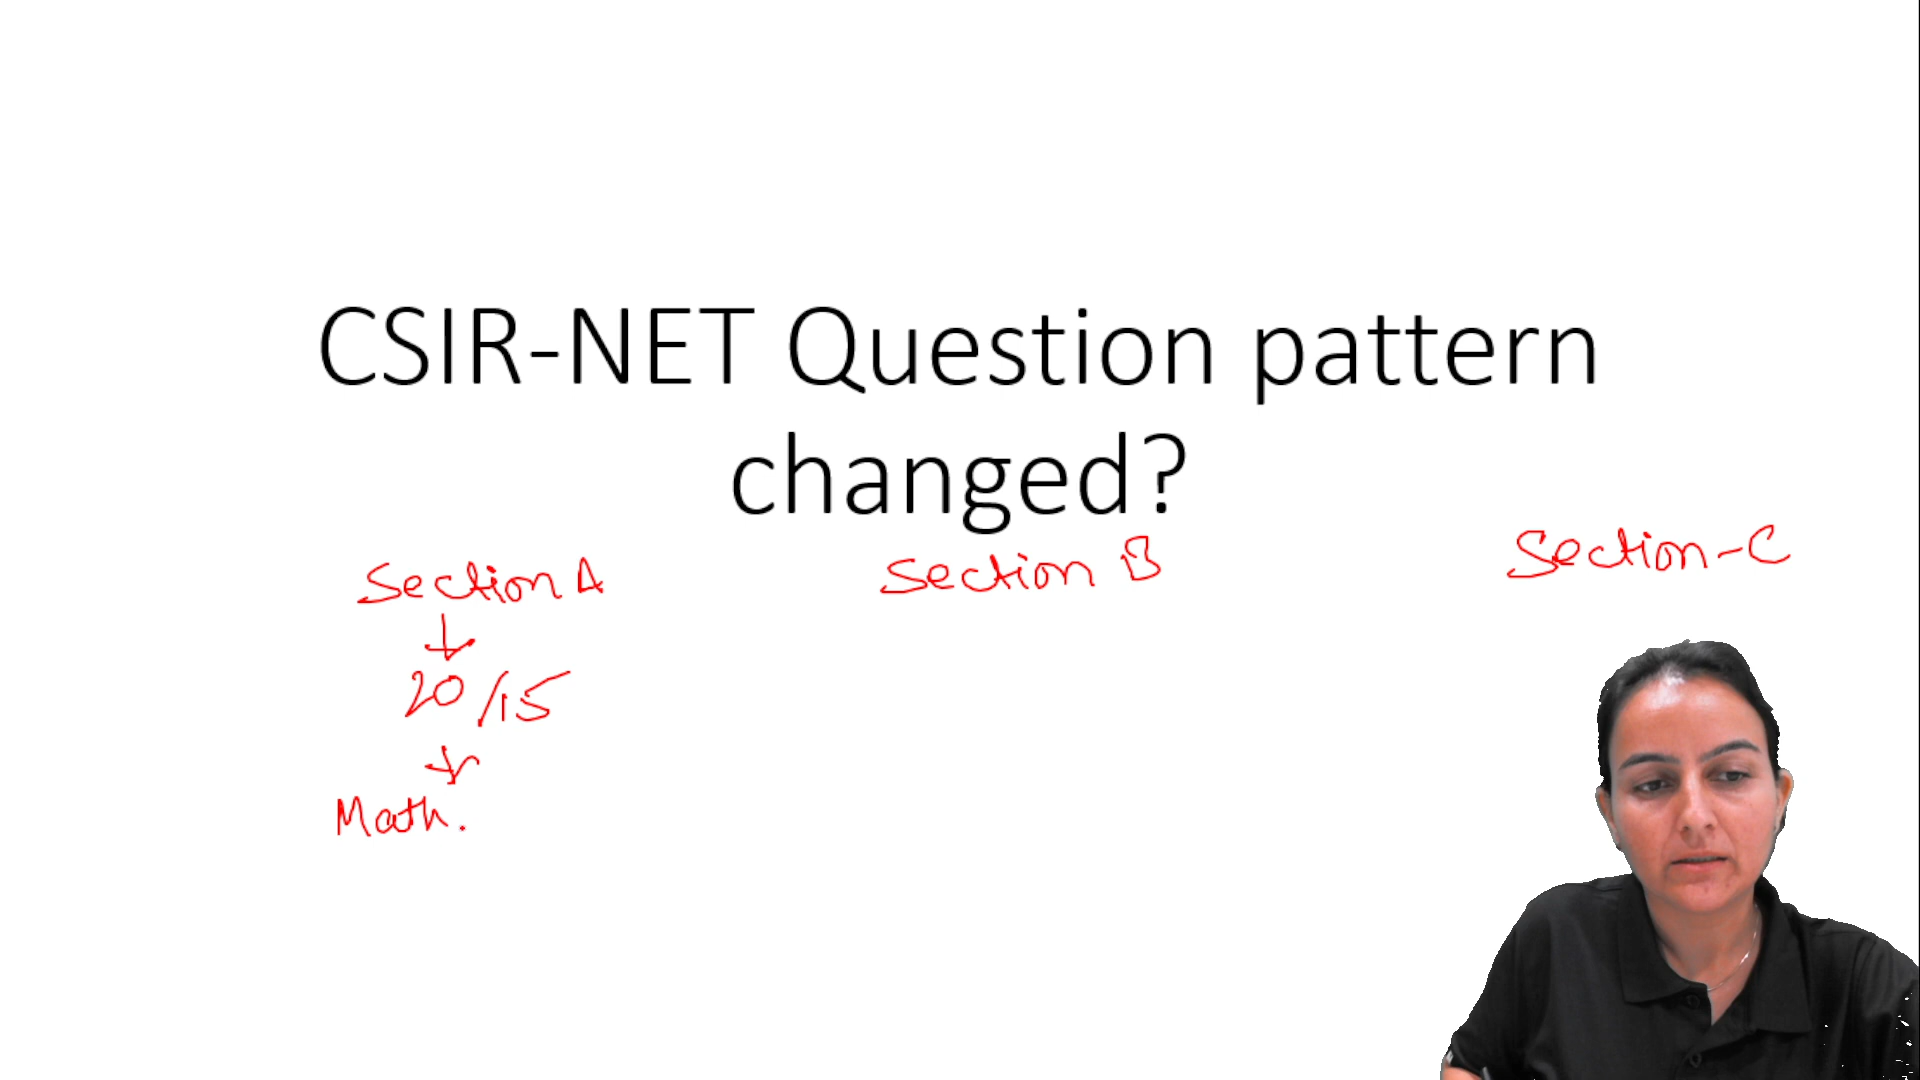 CSIR-NET Question pattern
changed?
Section A
Section B
Section-C
20/15
Math.